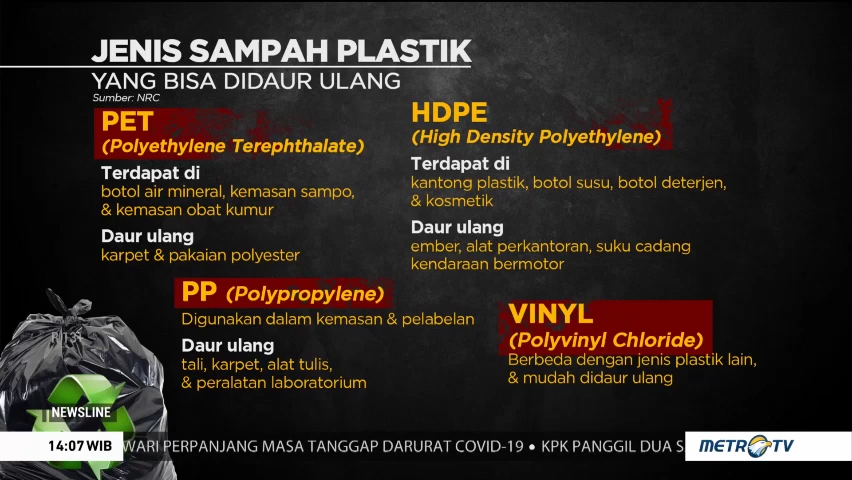 JENIS SAMPAH PLASTIK
YANG BISA DIDAUR ULANG
Sumber: NRC
PET
(Polyethylene Terephthalate)
Terdapat di
botol air mineral, kemasan sampo,
& kemasan obat kumur
Daur ulang
karpet & pakaian polyester
HDPE
(High Density Polyethylene)
Terdapat di
kantong plastik, botol susu, botol deterjen,
& kosmetik
Daur ulang
ember, alat perkantoran, suku cadang
kendaraan bermotor
PP (Polypropylene)
Digunakan dalam kemasan & pelabelan
Daur ulang
tali, karpet, alat tulis,
& peralatan laboratorium
VINYL
(Polyvinyl Chloride)
Berbeda dengan jenis plastik lain,
& mudah didaur ulang
NEWSLINE
14:07 WIB
WARI PERPANJANG MASA TANGGAP DARURAT COVID-19 • KPK PANGGIL DUA S
METRO TV